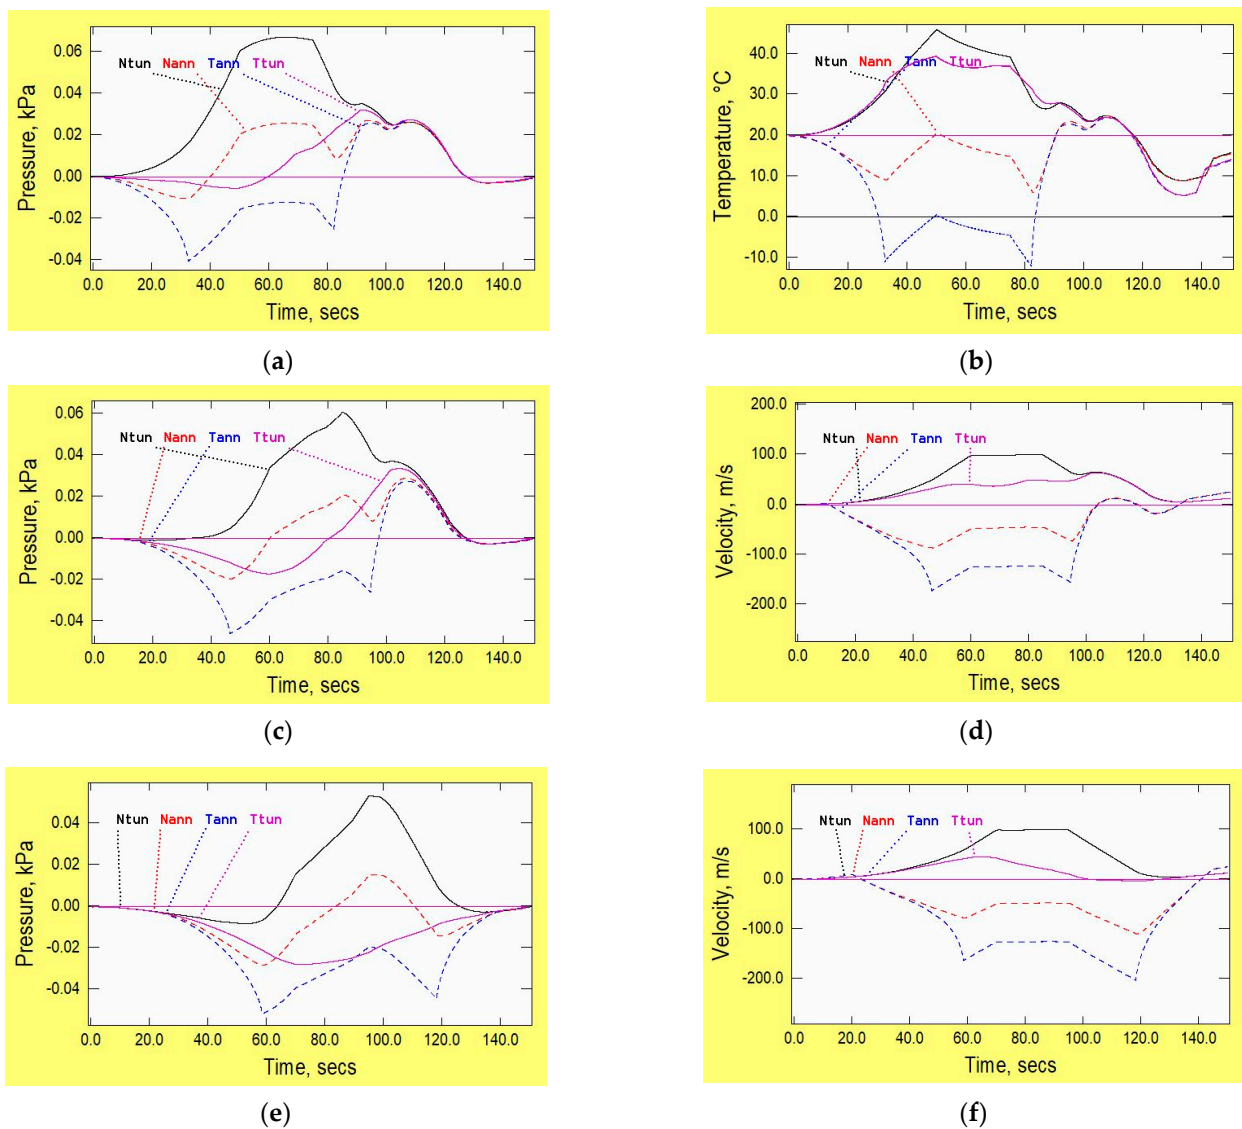 0.06
0.04
0.02
0.00
-0.02
-0.04
Pressure, kPa
Ntun Nann Tann Ttun
0.0 20.0 40.0 60.0 80.0 100.0 120.0 140.0
Time, secs
(a)
40.0
30.0
20.0
10.0
0.0
-10.0
Temperature, °C
Ntun Nann Tann Ttun
0.0 20.0 40.0 60.0 80.0 100.0 120.0 140.0
Time, secs
(b)
0.06
0.04
0.02
0.00
-0.02
-0.04
Pressure, kPa
Ntun Nann Tann Ttun
0.0 20.0 40.0 60.0 80.0 100.0 120.0 140.0
Time, secs
(c)
200.0
100.0
0.0
-100.0
-200.0
Velocity, m/s
Ntun Nann Tann Ttun
0.0 20.0 40.0 60.0 80.0 100.0 120.0 140.0
Time, secs
(d)
0.04
0.02
0.00
-0.02
-0.04
Pressure, kPa
Ntun Nann Tann Ttun
0.0 20.0 40.0 60.0 80.0 100.0 120.0 140.0
Time, secs
(e)
100.0
0.0
-100.0
-200.0
Velocity, m/s
Ntun Nann Tann Ttun
0.0 20.0 40.0 60.0 80.0 100.0 120.0 140.0
Time, secs
(f)